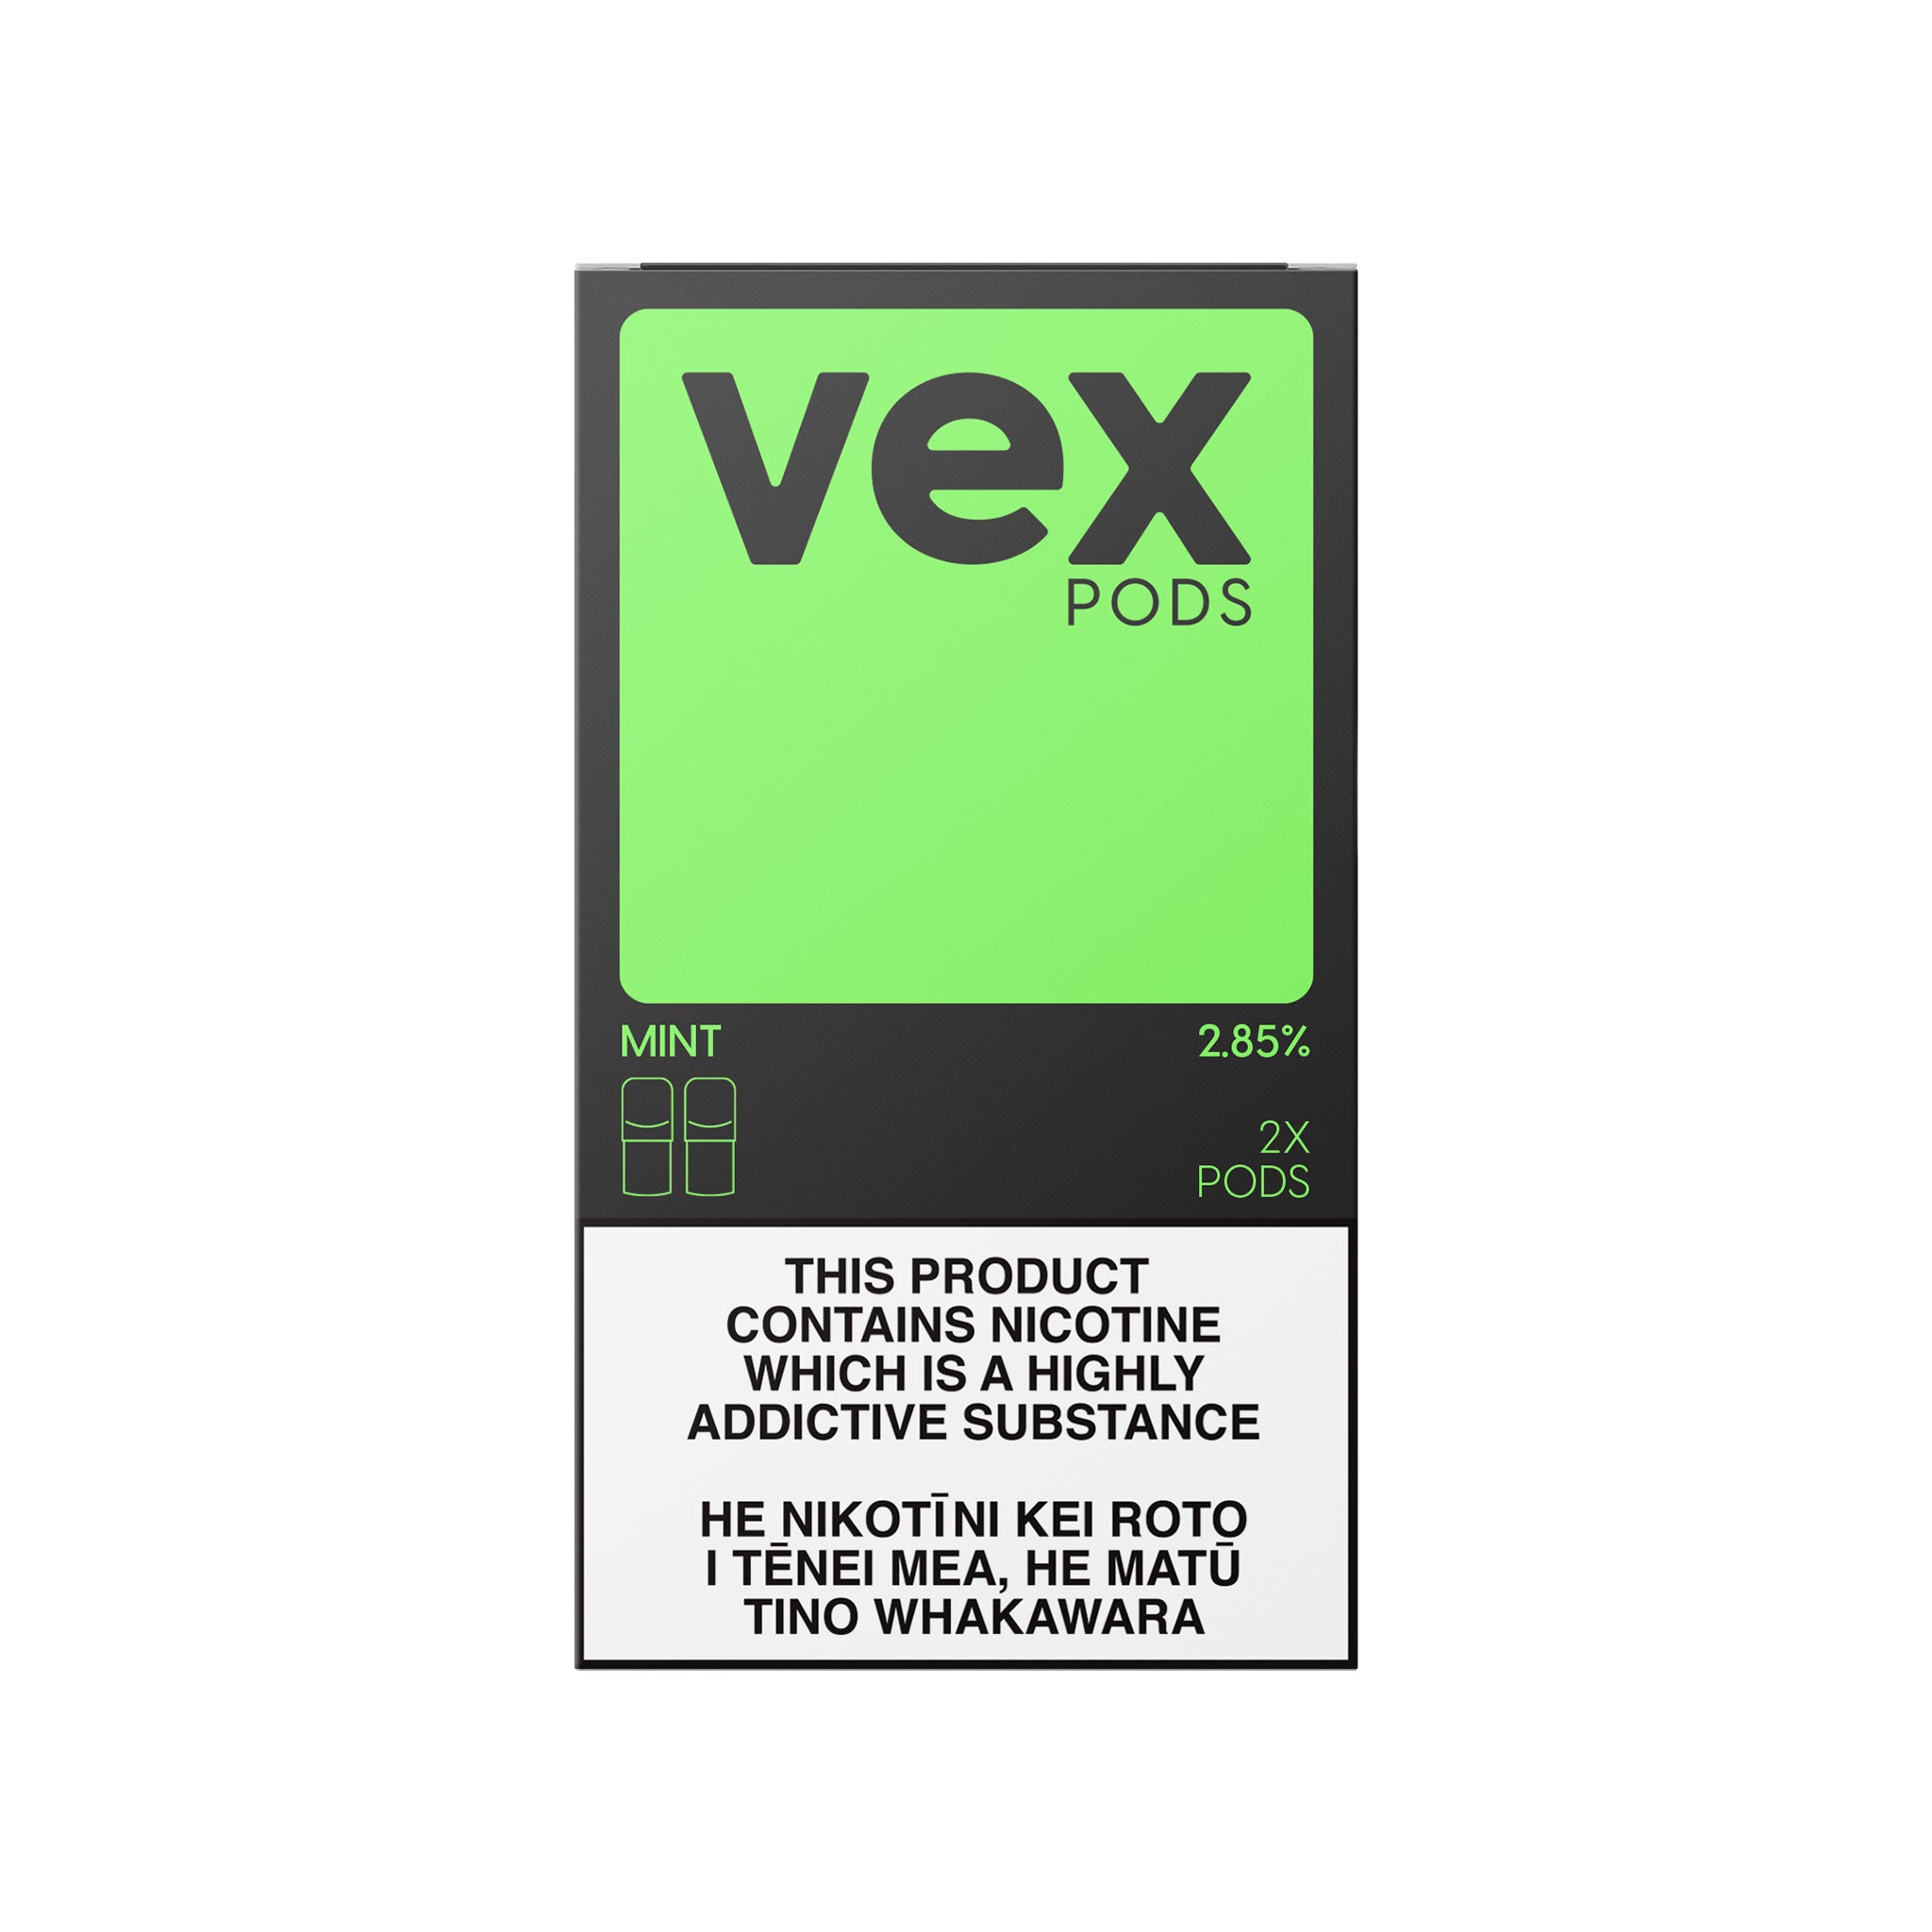 vex
PODS
MINT
2.85%
2X
PODS
THIS PRODUCT
CONTAINS NICOTINE
WHICH IS A HIGHLY
ADDICTIVE SUBSTANCE
HE NIKOTĪNI KEI ROTO
I TĒNEI MEA, HE MATŪ
TINO WHAKAWARA